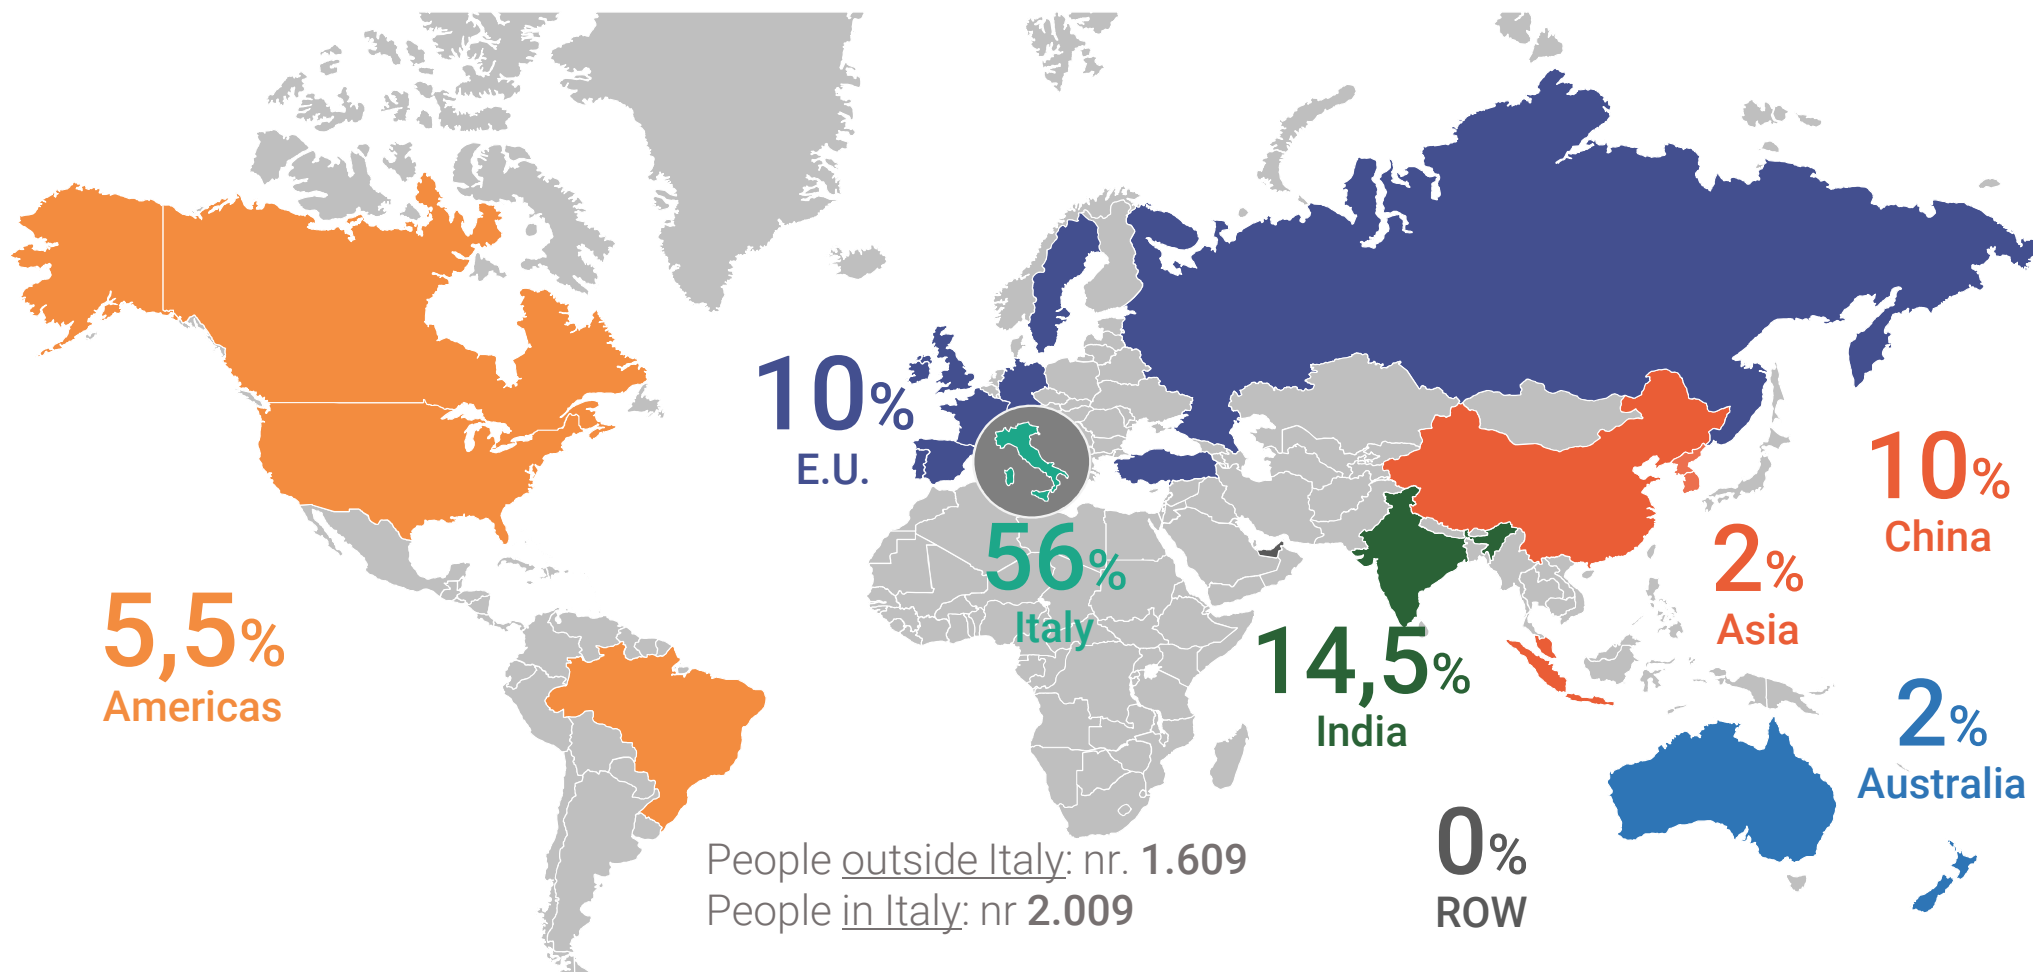 10%
E.U.
10%
China
56%
Italy
2%
Asia
5,5%
Americas
14,5%
India
2%
Australia
0%
ROW
People outside Italy: nr. 1.609
People in Italy: nr 2.009